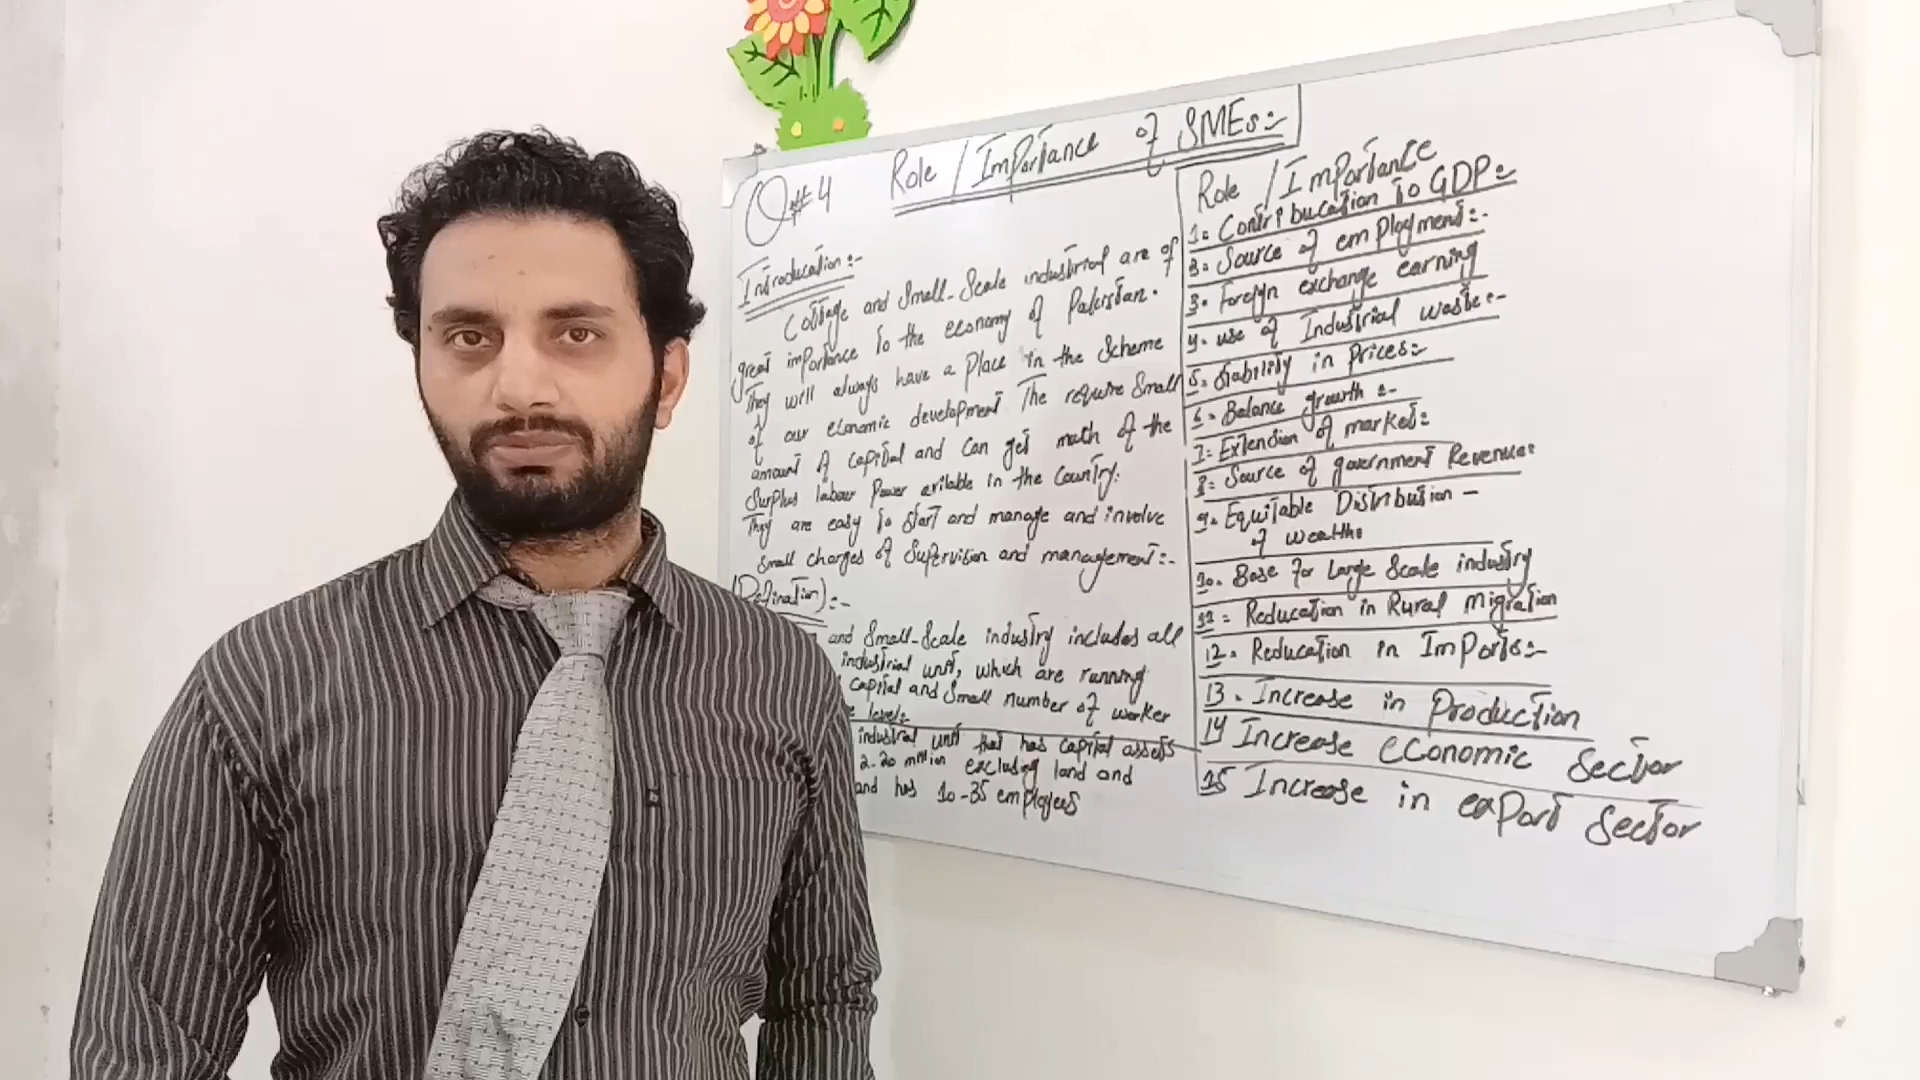 Q#4 Role / Importance of SMEs:-
Introducation:-
Cottage and Small-Scale industrial are of
great importance to the economy of Pakistan.
They will always have a Place in the Scheme
of our economic development The require Small
amount of capital and can get math of the
Surplus labour Power avilable in the Country.
They are easy to start and manage and involve
small charges of Supervision and management:-
(Defination):-
and Small-Scale industry includes all
industrial unit, which are running
capital and Small number of worker
level:
industrial unit that has capital assets
2-20 million excluding land and
and has 10-35 employees
Role / Importance
1= Contribucation to GDP:-
Source of employment:-
3= Foreign exchange earning
4. use of Industrial waste:-
5. Stability in Prices:-
6= Balance growth:-
7= Extension of market:
8= Source of government Revenue:
9. Equitable Distribution -
of wealth
10. Base for large Scale industry
11= Reducation in Rural migration
12. Reducation in Imports:-
13. Increase in Production
14 Increase economic Sector
15 Increase in export Sector